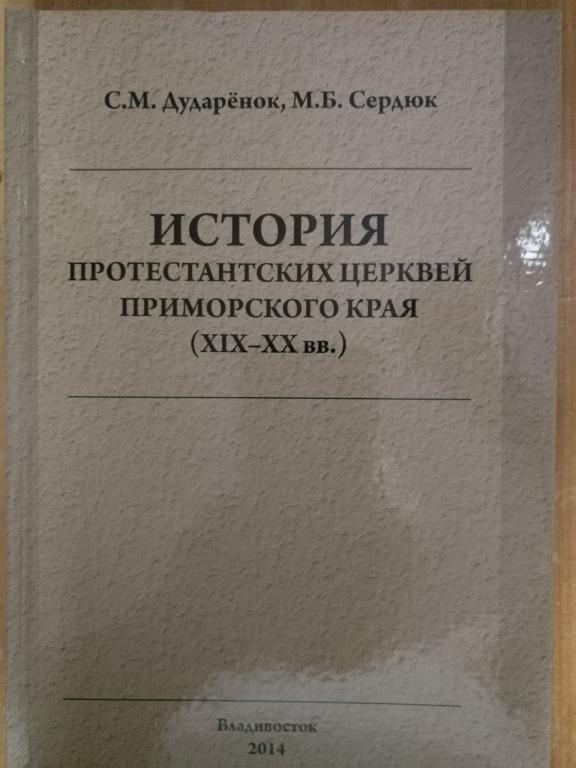 С.М. Дударёнок, М.Б. Сердюк
ИСТОРИЯ
ПРОТЕСТАНТСКИХ ЦЕРКВЕЙ
ПРИМОРСКОГО КРАЯ
(XIX–XX вв.)
Владивосток
2014